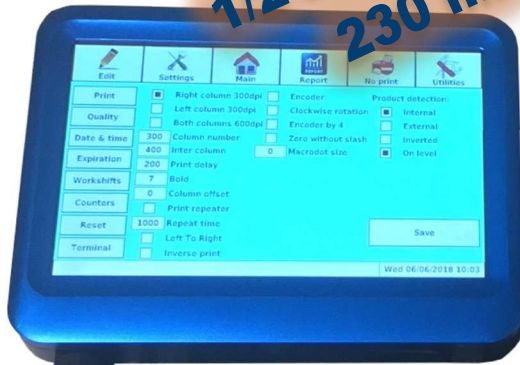 1/2
230 m
Edit Settings Main Report No print Utilities
REPORT
Print Right column 300dpi Encoder Product detection:
Left column 300dpi Clockwise rotation Internal
Quality Both columns 600dpi Encoder by 4 External
Date & time 300 Column number Zero without slash Inverted
400 Inter column 0 Macrodot size On level
Expiration 200 Print delay
Workshifts 7 Bold
0 Column offset
Counters Print repeater
Reset 1000 Repeat time Save
Left To Right
Terminal Inverse print
Wed 06/06/2018 10:03